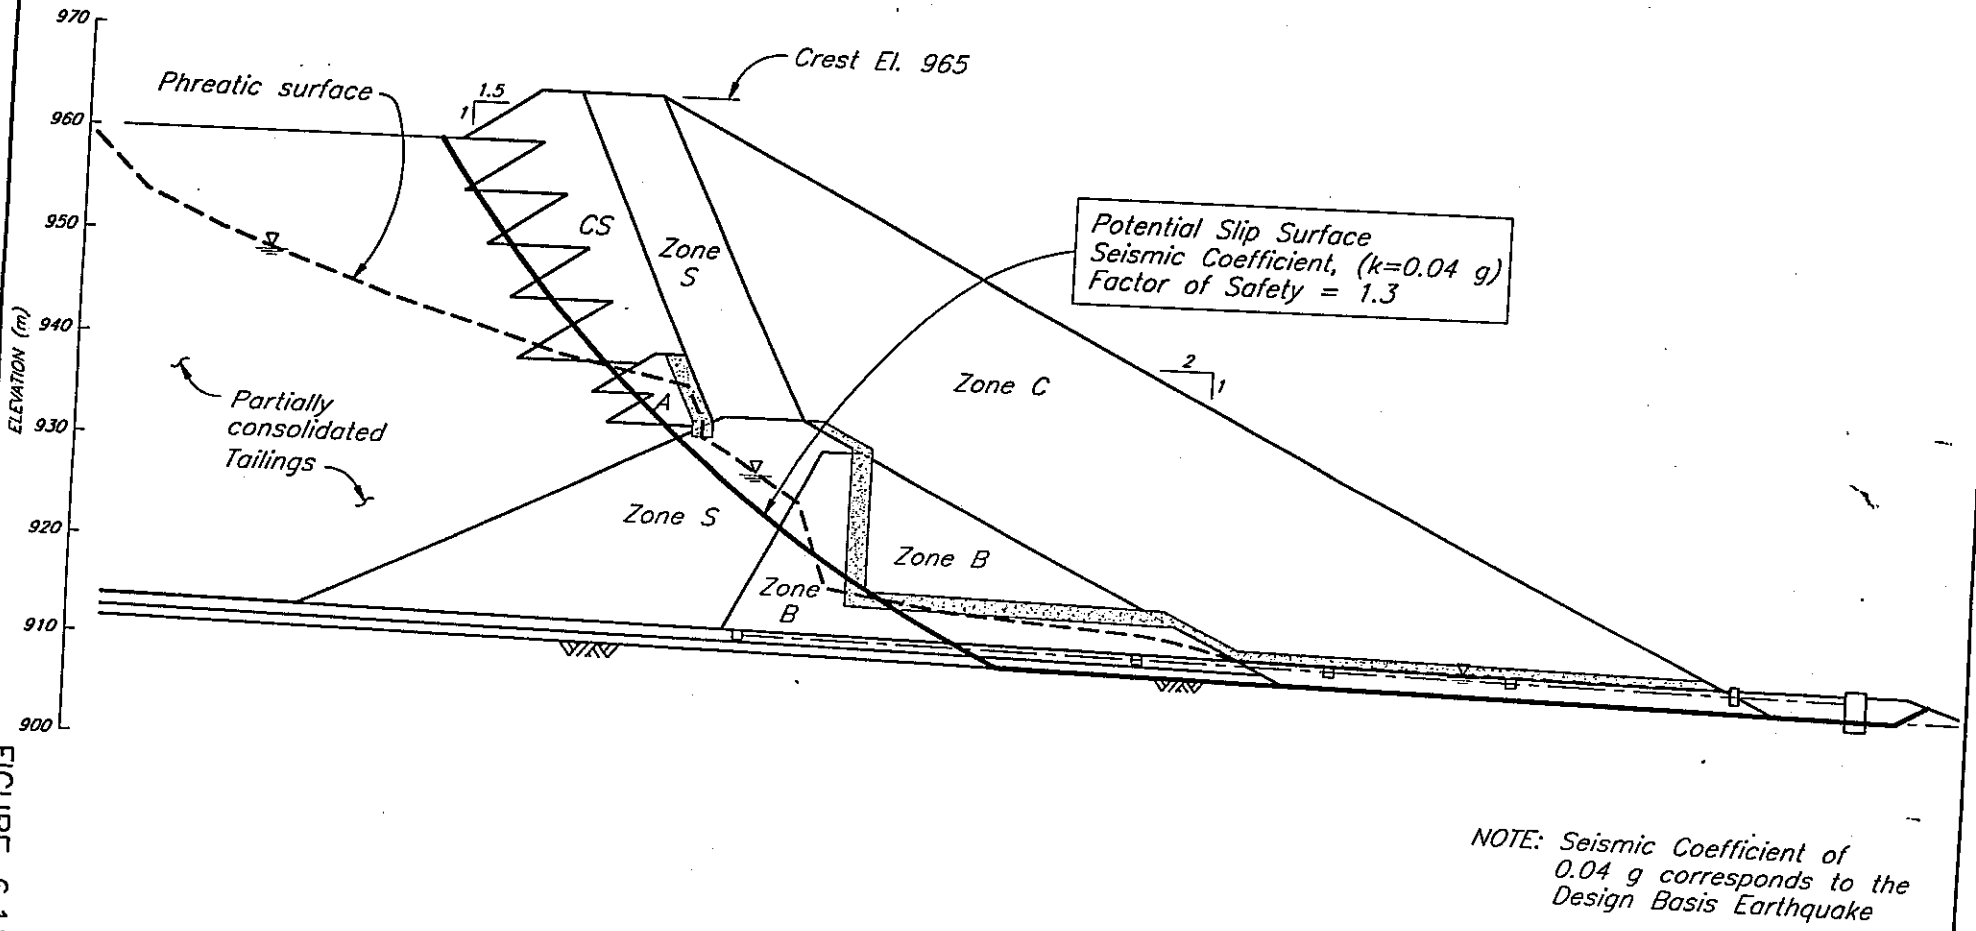 970
960
950
940
930
920
910
900
ELEVATION (m)
Phreatic surface
1.5
1
Crest El. 965
CS
Zone
S
Potential Slip Surface
Seismic Coefficient, (k=0.04 g)
Factor of Safety = 1.3
2
1
Zone C
Partially
consolidated
Tailings
A
Zone S
Zone B
Zone
B
NOTE: Seismic Coefficient of
0.04 g corresponds to the
Design Basis Earthquake
FIGURE